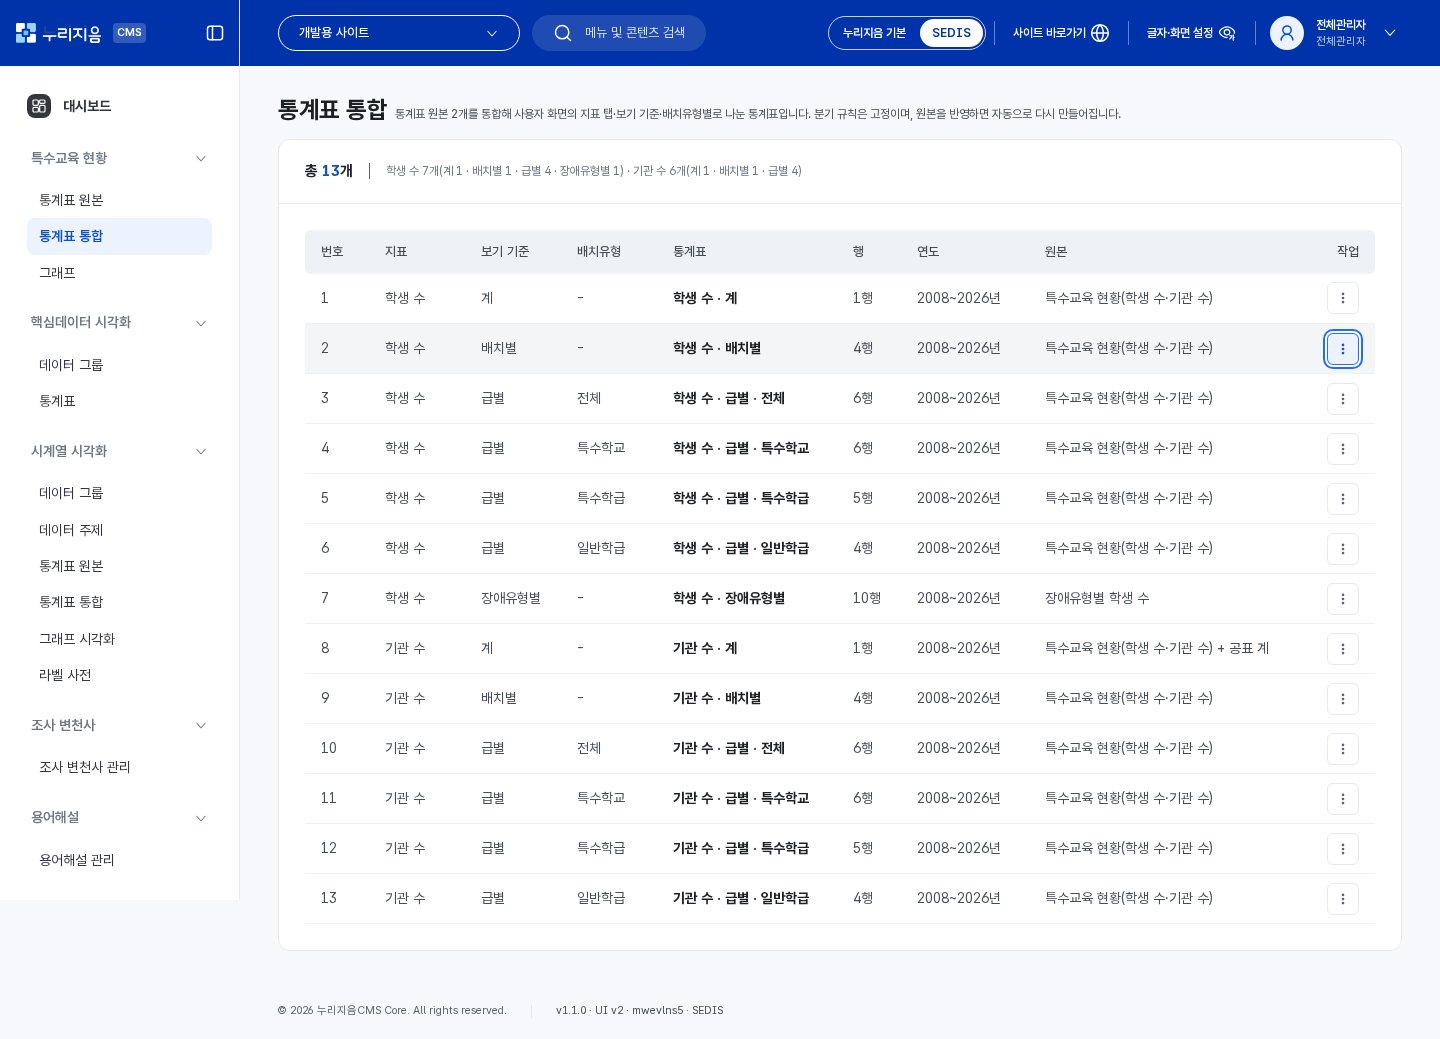 누리지음 CMS
개발용 사이트
메뉴 및 콘텐츠 검색
누리지음 기본 SEDIS
사이트 바로가기
글자·화면 설정
전체관리자
전체관리자
대시보드
특수교육 현황
통계표 원본
통계표 통합
그래프
핵심데이터 시각화
데이터 그룹
통계표
시계열 시각화
데이터 그룹
데이터 주제
통계표 원본
통계표 통합
그래프 시각화
라벨 사전
조사 변천사
조사 변천사 관리
용어해설
용어해설 관리
통계표 통합 통계표 원본 2개를 통합해 사용자 화면의 지표 탭·보기 기준·배치유형별로 나눈 통계표입니다. 분기 규칙은 고정이며, 원본을 반영하면 자동으로 다시 만들어집니다.
총 13개 학생 수 7개(계 1 · 배치별 1 · 급별 4 · 장애유형별 1) · 기관 수 6개(계 1 · 배치별 1 · 급별 4)
번호 지표 보기 기준 배치유형 통계표 행 연도 원본 작업
1 학생 수 계 - 학생 수 · 계 1행 2008~2026년 특수교육 현황(학생 수·기관 수)
2 학생 수 배치별 - 학생 수 · 배치별 4행 2008~2026년 특수교육 현황(학생 수·기관 수)
3 학생 수 급별 전체 학생 수 · 급별 · 전체 6행 2008~2026년 특수교육 현황(학생 수·기관 수)
4 학생 수 급별 특수학교 학생 수 · 급별 · 특수학교 6행 2008~2026년 특수교육 현황(학생 수·기관 수)
5 학생 수 급별 특수학급 학생 수 · 급별 · 특수학급 5행 2008~2026년 특수교육 현황(학생 수·기관 수)
6 학생 수 급별 일반학급 학생 수 · 급별 · 일반학급 4행 2008~2026년 특수교육 현황(학생 수·기관 수)
7 학생 수 장애유형별 - 학생 수 · 장애유형별 10행 2008~2026년 장애유형별 학생 수
8 기관 수 계 - 기관 수 · 계 1행 2008~2026년 특수교육 현황(학생 수·기관 수) + 공표 계
9 기관 수 배치별 - 기관 수 · 배치별 4행 2008~2026년 특수교육 현황(학생 수·기관 수)
10 기관 수 급별 전체 기관 수 · 급별 · 전체 6행 2008~2026년 특수교육 현황(학생 수·기관 수)
11 기관 수 급별 특수학교 기관 수 · 급별 · 특수학교 6행 2008~2026년 특수교육 현황(학생 수·기관 수)
12 기관 수 급별 특수학급 기관 수 · 급별 · 특수학급 5행 2008~2026년 특수교육 현황(학생 수·기관 수)
13 기관 수 급별 일반학급 기관 수 · 급별 · 일반학급 4행 2008~2026년 특수교육 현황(학생 수·기관 수)
© 2026 누리지음CMS Core. All rights reserved. v1.1.0 · UI v2 · mwevlns5 · SEDIS